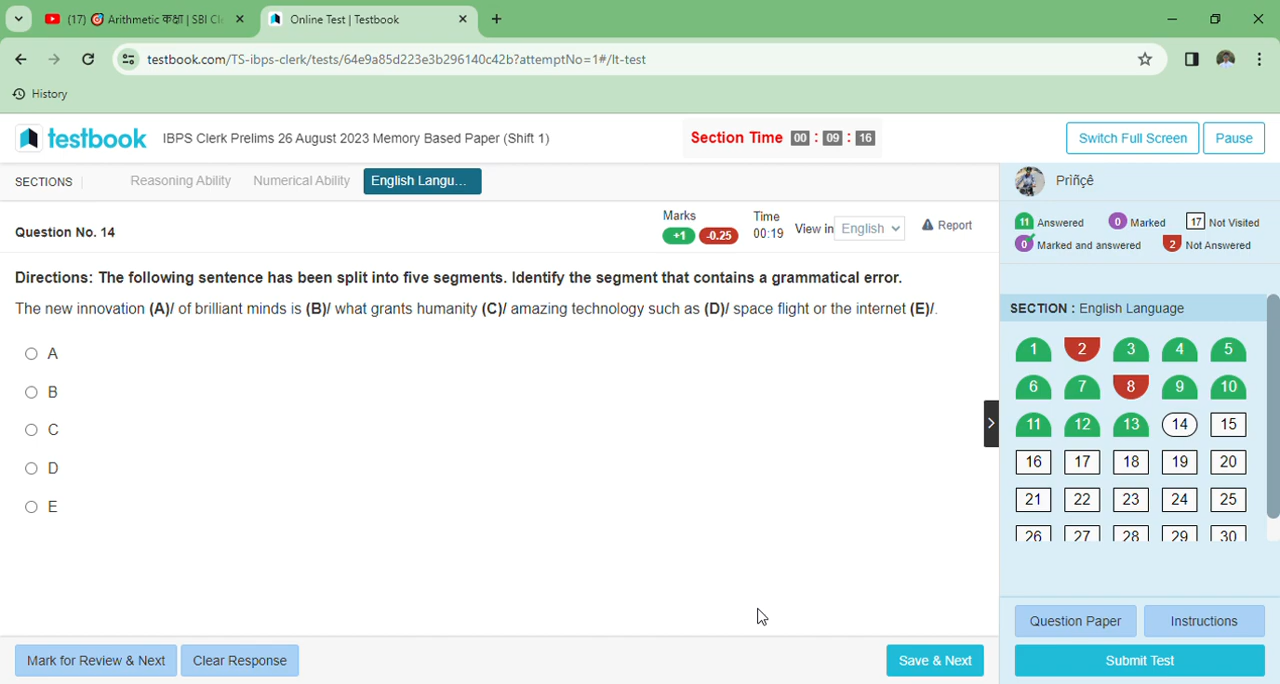 (17) 🎯 Arithmetic कक्षा | SBI Cl
Online Test | Testbook
testbook.com/TS-ibps-clerk/tests/64e9a85d223e3b296140c42b?attemptNo=1#/lt-test
History
testbook
IBPS Clerk Prelims 26 August 2023 Memory Based Paper (Shift 1)
Section Time 00 : 09 : 16
Switch Full Screen
Pause
SECTIONS
Reasoning Ability
Numerical Ability
English Langu...
Prïñçê
Question No. 14
Marks
+1 -0.25
Time
00:19
View in English
Report
11 Answered
0 Marked
17 Not Visited
0 Marked and answered
2 Not Answered
Directions: The following sentence has been split into five segments. Identify the segment that contains a grammatical error.
The new innovation (A)/ of brilliant minds is (B)/ what grants humanity (C)/ amazing technology such as (D)/ space flight or the internet (E)/.
A
B
C
D
E
SECTION : English Language
1 2 3 4 5
6 7 8 9 10
11 12 13 14 15
16 17 18 19 20
21 22 23 24 25
26 27 28 29 30
Question Paper
Instructions
Mark for Review & Next
Clear Response
Save & Next
Submit Test